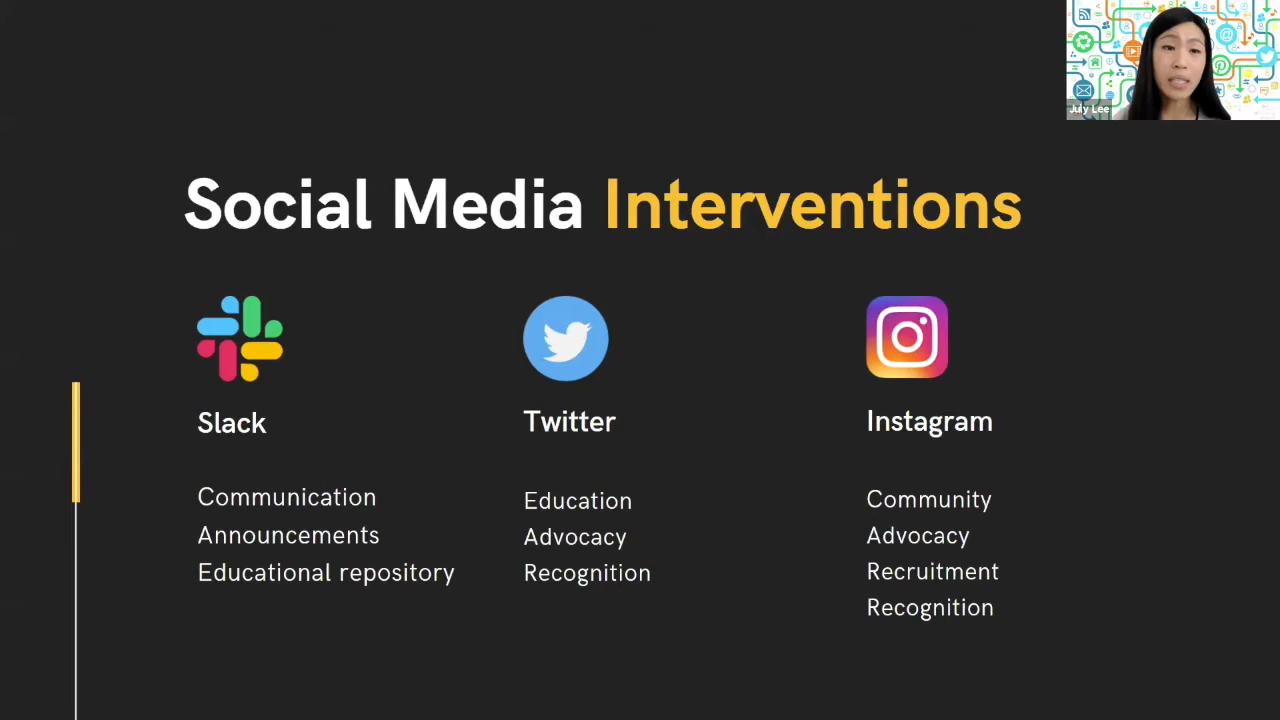 July Lee
Social Media Interventions
Slack
Communication
Announcements
Educational repository
Twitter
Education
Advocacy
Recognition
Instagram
Community
Advocacy
Recruitment
Recognition